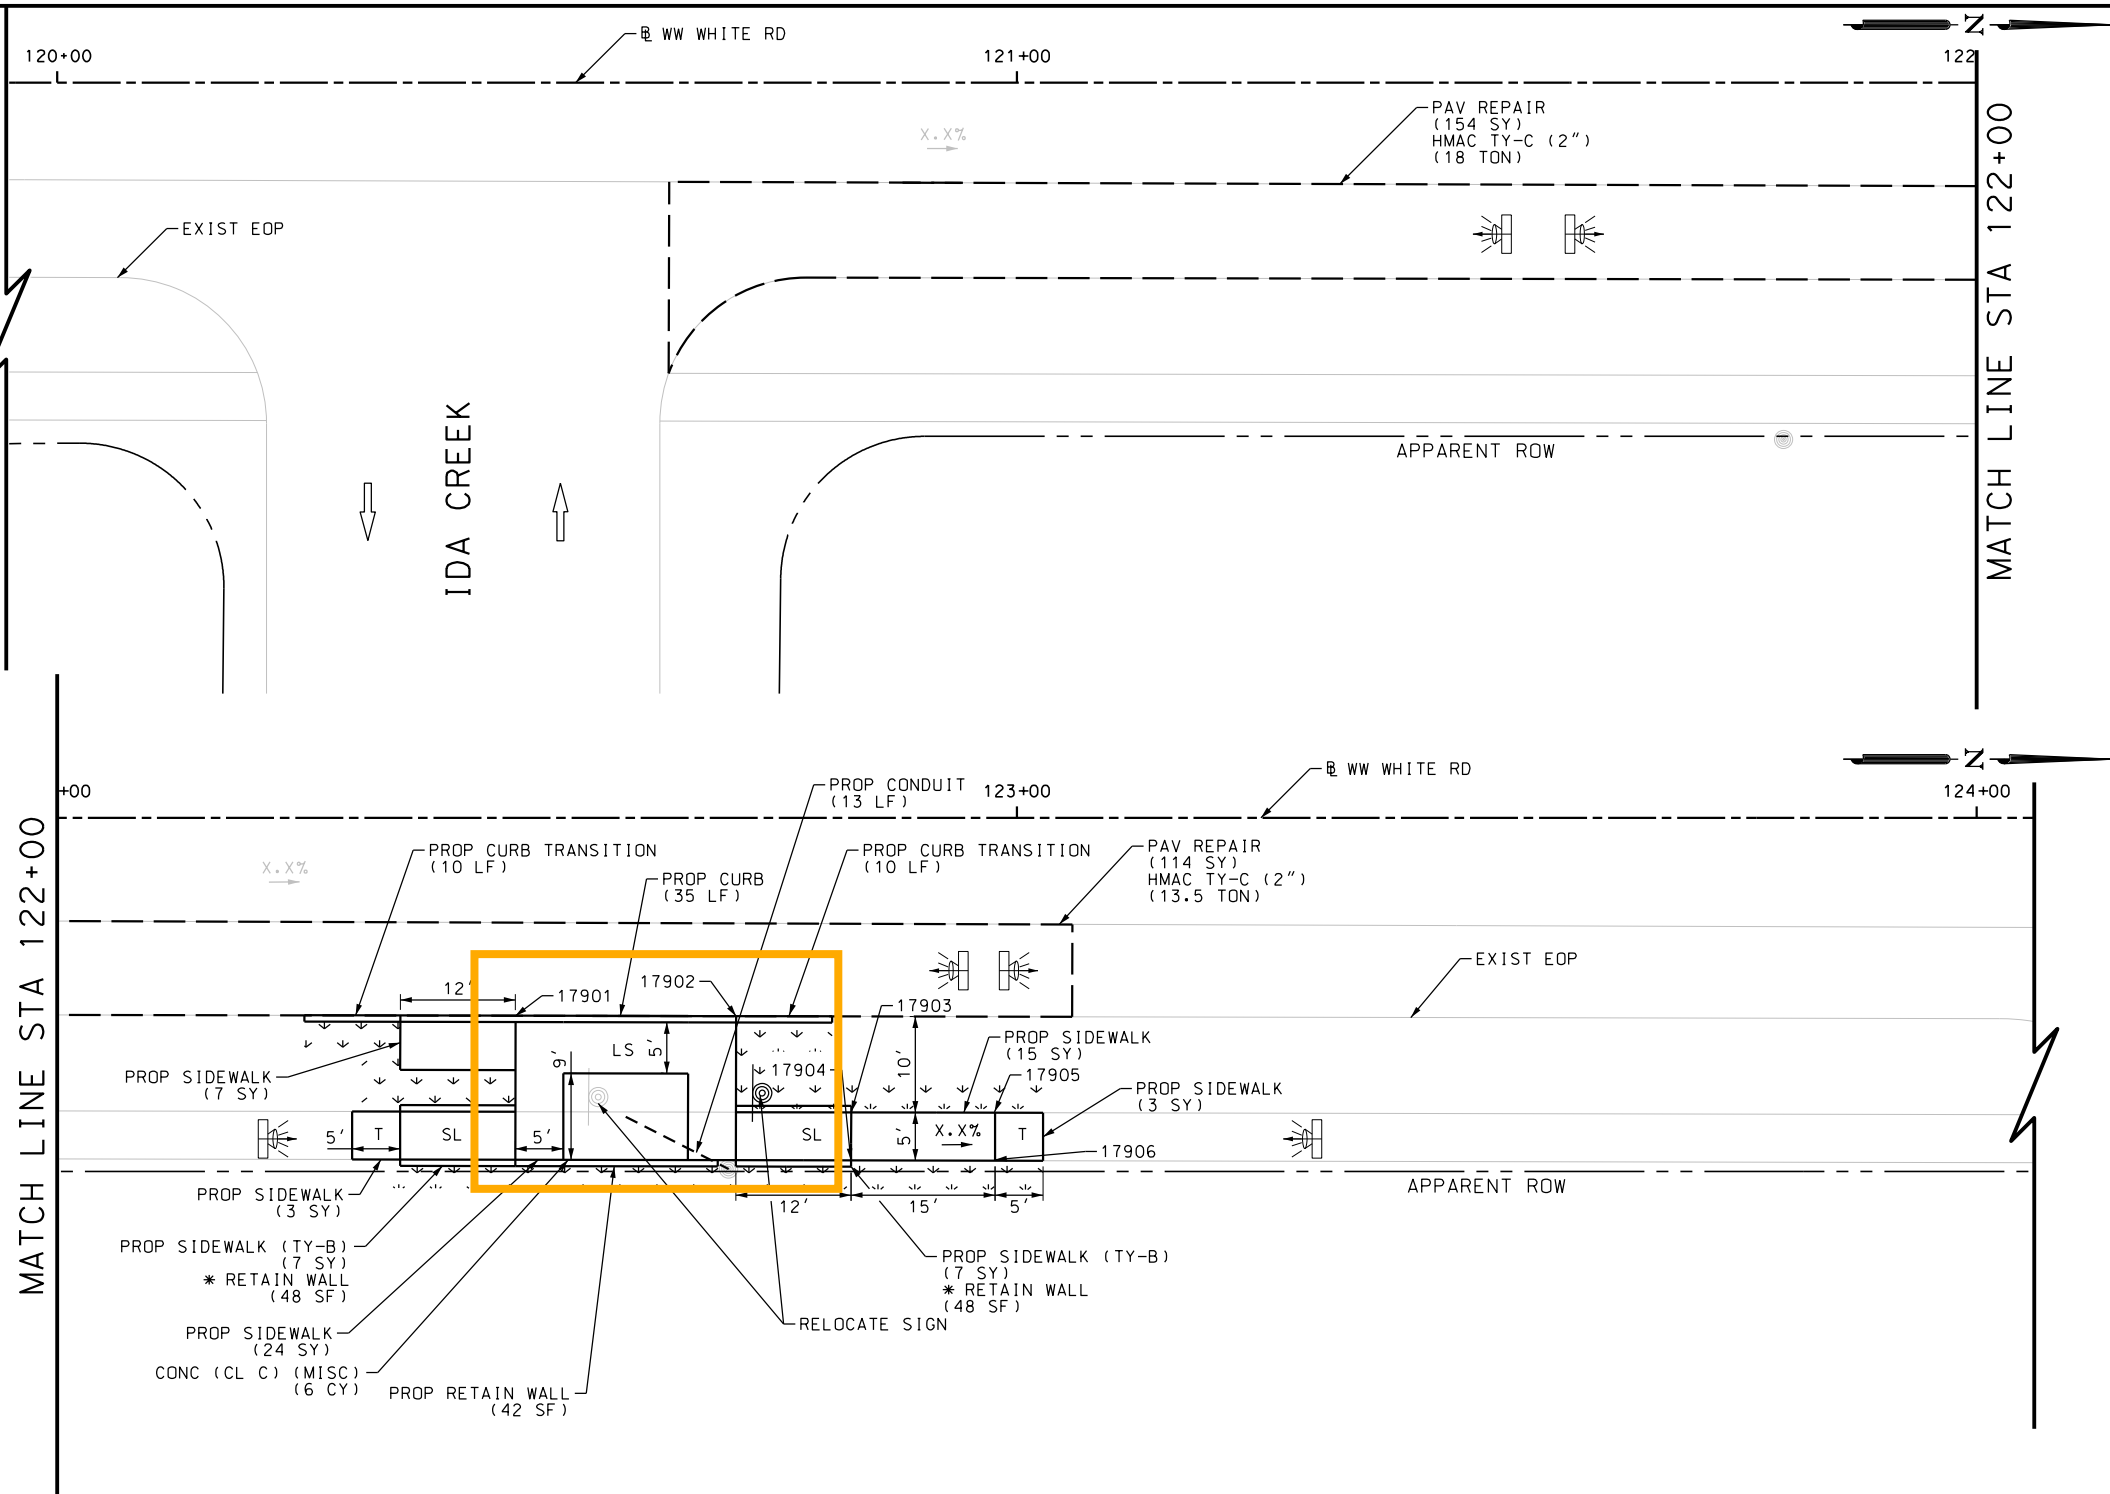 N
℄ WW WHITE RD
120+00
121+00
122
PAV REPAIR
(154 SY)
HMAC TY-C (2")
(18 TON)
X.X%
EXIST EOP
MATCH LINE STA 122+00
IDA CREEK
APPARENT ROW
N
℄ WW WHITE RD
+00
123+00
124+00
PROP CONDUIT
(13 LF)
MATCH LINE STA 122+00
X.X%
PROP CURB TRANSITION
(10 LF)
PROP CURB
(35 LF)
PROP CURB TRANSITION
(10 LF)
PAV REPAIR
(114 SY)
HMAC TY-C (2")
(13.5 TON)
EXIST EOP
12'
17901
17902
17903
LS
5'
9'
10'
PROP SIDEWALK
(15 SY)
17904
17905
PROP SIDEWALK
(7 SY)
PROP SIDEWALK
(3 SY)
5'
T
SL
5'
SL
5'
X.X%
T
17906
APPARENT ROW
PROP SIDEWALK
(3 SY)
12'
15'
5'
PROP SIDEWALK (TY-B)
(7 SY)
* RETAIN WALL
(48 SF)
PROP SIDEWALK (TY-B)
(7 SY)
* RETAIN WALL
(48 SF)
RELOCATE SIGN
PROP SIDEWALK
(24 SY)
CONC (CL C) (MISC)
(6 CY)
PROP RETAIN WALL
(42 SF)